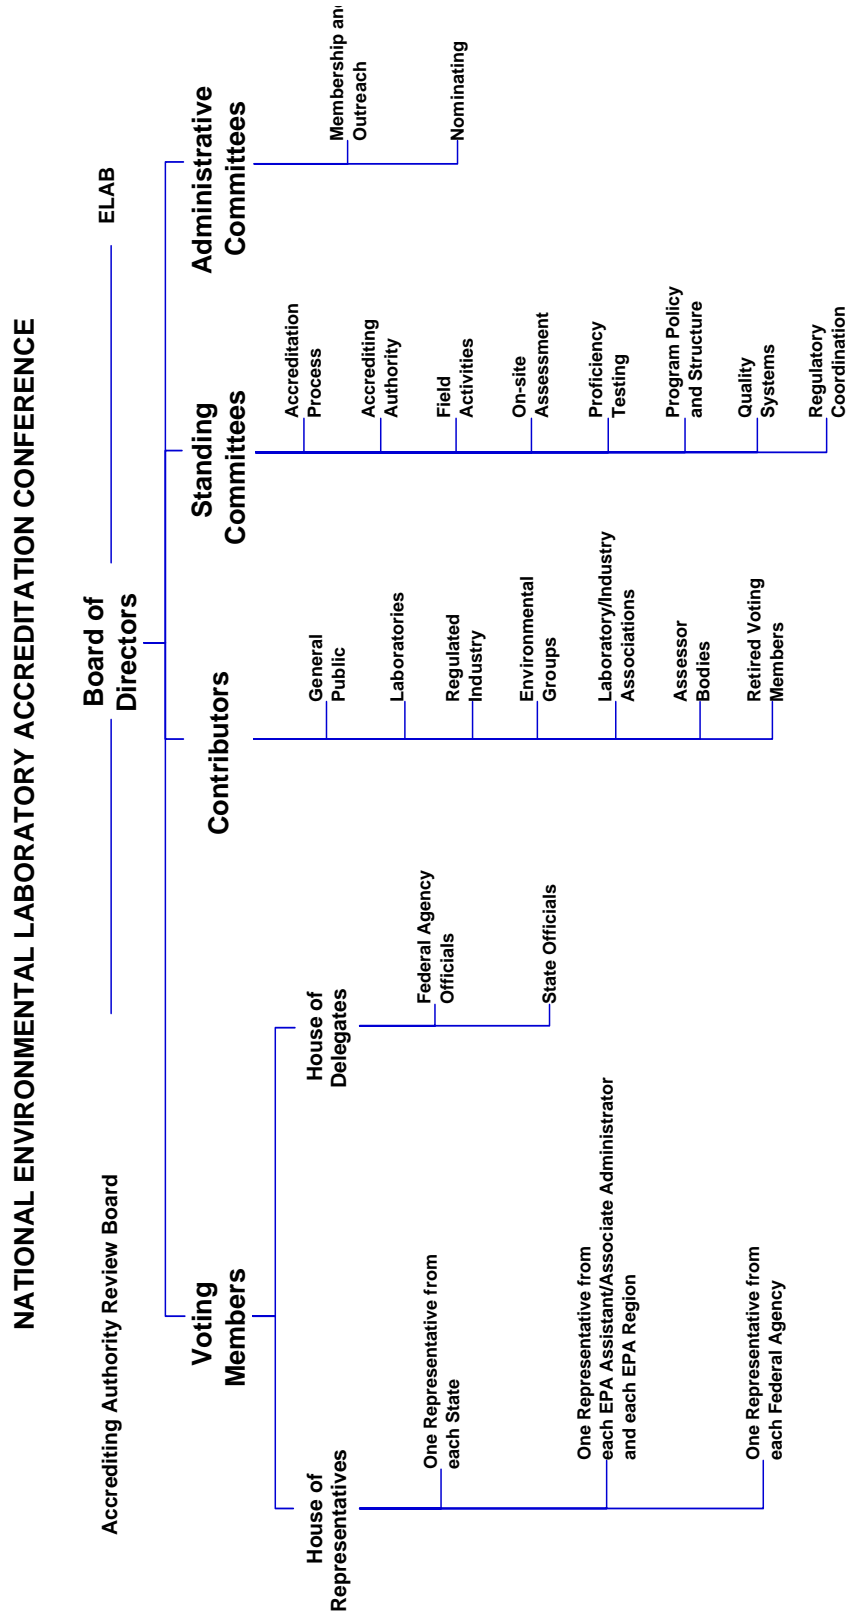 NATIONAL ENVIRONMENTAL LABORATORY ACCREDITATION CONFERENCE
Accrediting Authority Review Board
Board of
Directors
ELAB
Voting
Members
House of
Representatives
One Representative from
each State
One Representative from
each EPA Assistant/Associate Administrator
and each EPA Region
One Representative from
each Federal Agency
House of
Delegates
Federal Agency
Officials
State Officials
Contributors
General
Public
Laboratories
Regulated
Industry
Environmental
Groups
Laboratory/Industry
Associations
Assessor
Bodies
Retired Voting
Members
Standing
Committees
Accreditation
Process
Accrediting
Authority
Field
Activities
On-site
Assessment
Proficiency
Testing
Program Policy
and Structure
Quality
Systems
Regulatory
Coordination
Administrative
Committees
Membership an
Outreach
Nominating